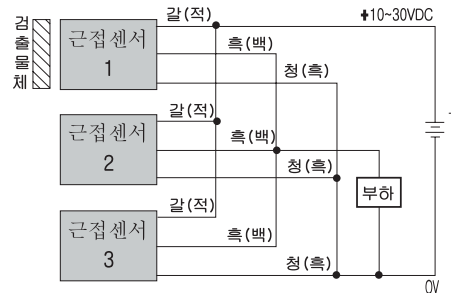 갈(적)
✚10~30VDC
검출물체
근접센서
1
흑(백)
청(흑)
갈(적)
근접센서
2
흑(백)
청(흑)
부하
갈(적)
근접센서
3
흑(백)
청(흑)
0V